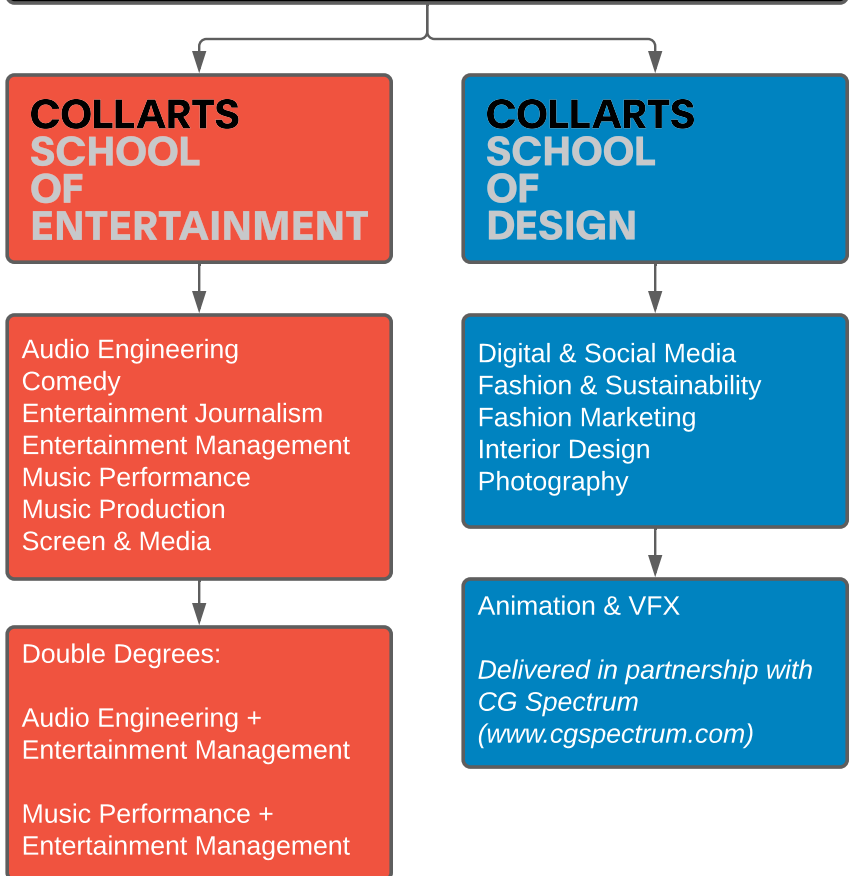 COLLARTS
SCHOOL
OF
ENTERTAINMENT
Audio Engineering
Comedy
Entertainment Journalism
Entertainment Management
Music Performance
Music Production
Screen & Media
Double Degrees:
Audio Engineering +
Entertainment Management
Music Performance +
Entertainment Management
COLLARTS
SCHOOL
OF
DESIGN
Digital & Social Media
Fashion & Sustainability
Fashion Marketing
Interior Design
Photography
Animation & VFX
Delivered in partnership with
CG Spectrum
(www.cgspectrum.com)